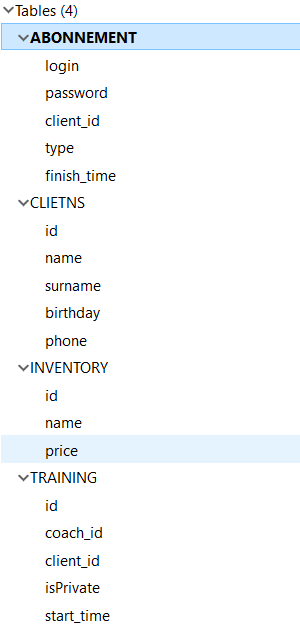 Tables (4)
ABONNEMENT
login
password
client_id
type
finish_time
CLIETNS
id
name
surname
birthday
phone
INVENTORY
id
name
price
TRAINING
id
coach_id
client_id
isPrivate
start_time